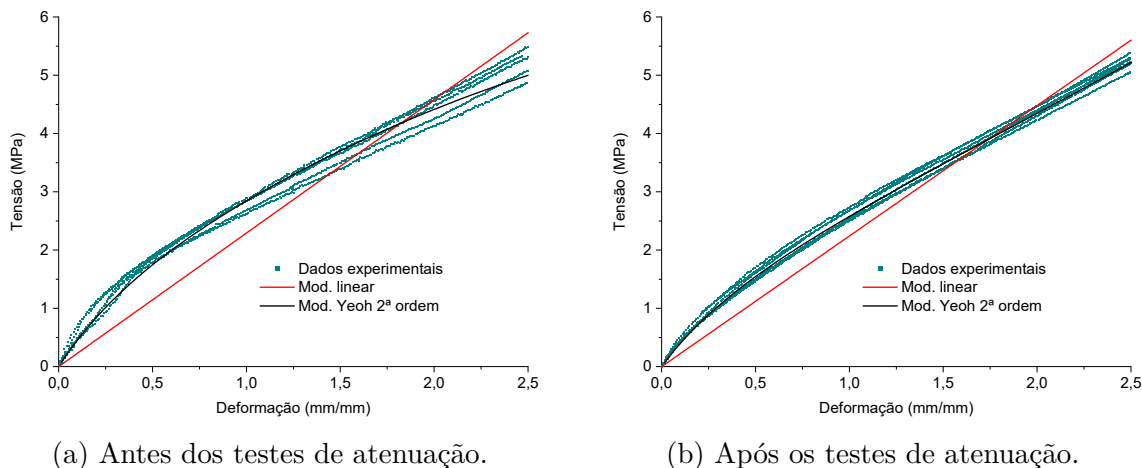 6
5
4
3
2
1
0
Tensão (MPa)
Dados experimentais
Mod. linear
Mod. Yeoh 2ª ordem
0,0 0,5 1,0 1,5 2,0 2,5
Deformação (mm/mm)
(a) Antes dos testes de atenuação.
6
5
4
3
2
1
0
Tensão (MPa)
Dados experimentais
Mod. linear
Mod. Yeoh 2ª ordem
0,0 0,5 1,0 1,5 2,0 2,5
Deformação (mm/mm)
(b) Após os testes de atenuação.